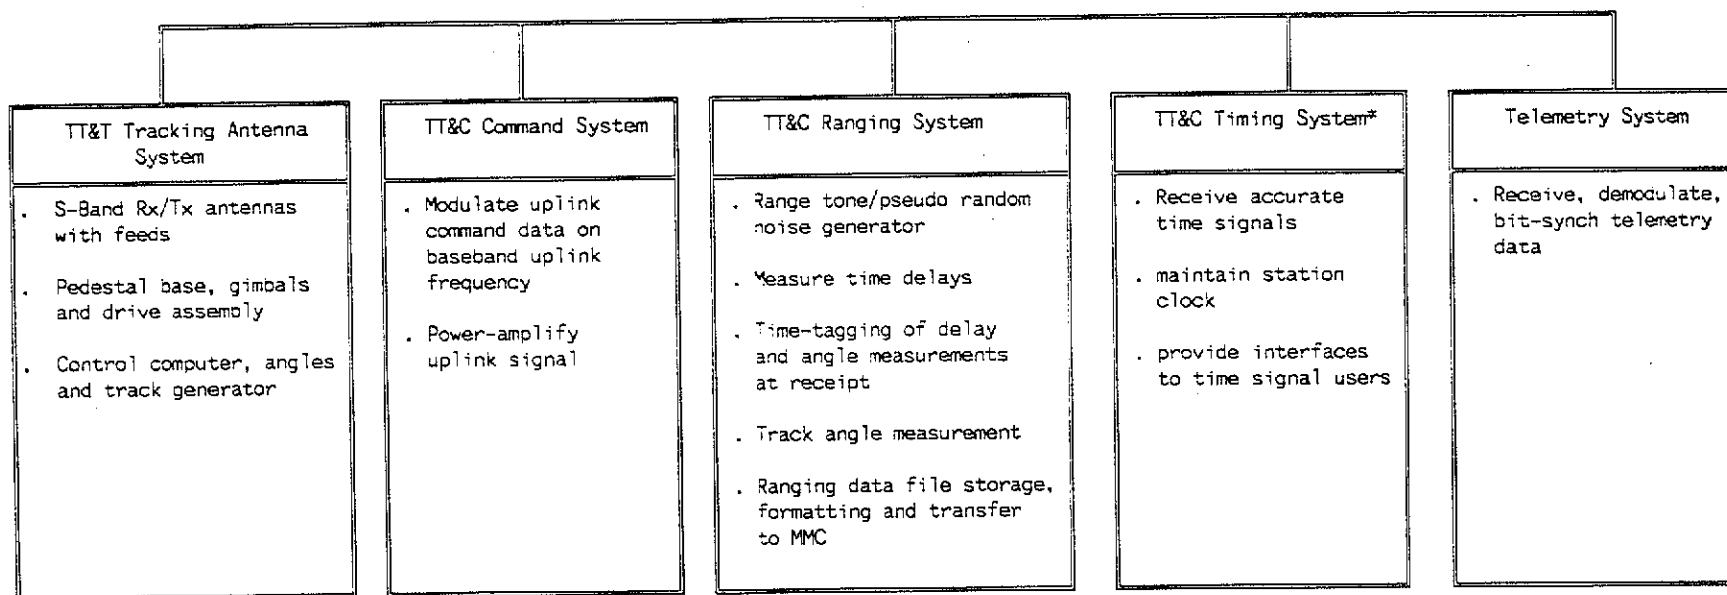 TT&T Tracking Antenna
System
. S-Band Rx/Tx antennas
with feeds
. Pedestal base, gimbals
and drive assembly
. Control computer, angles
and track generator
TT&C Command System
. Modulate uplink
command data on
baseband uplink
frequency
. Power-amplify
uplink signal
TT&C Ranging System
. Range tone/pseudo random
noise generator
. Measure time delays
. Time-tagging of delay
and angle measurements
at receipt
. Track angle measurement
. Ranging data file storage,
formatting and transfer
to MMC
TT&C Timing System*
. Receive accurate
time signals
. maintain station
clock
. provide interfaces
to time signal users
Telemetry System
. Receive, demodulate,
bit-synch telemetry
data